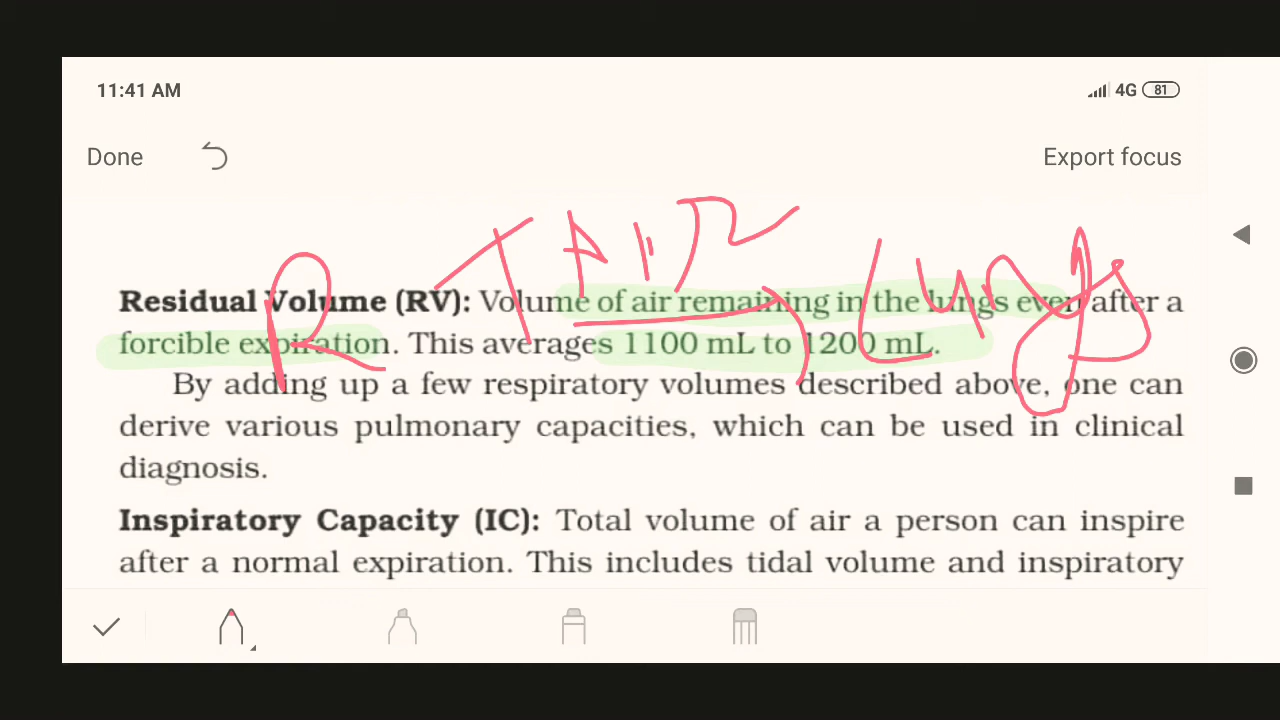 11:41 AM 4G 81
Done Export focus
R T AIR Lungs
Residual Volume (RV): Volume of air remaining in the lungs even after a
forcible expiration. This averages 1100 mL to 1200 mL.
By adding up a few respiratory volumes described above, one can
derive various pulmonary capacities, which can be used in clinical
diagnosis.
Inspiratory Capacity (IC): Total volume of air a person can inspire
after a normal expiration. This includes tidal volume and inspiratory